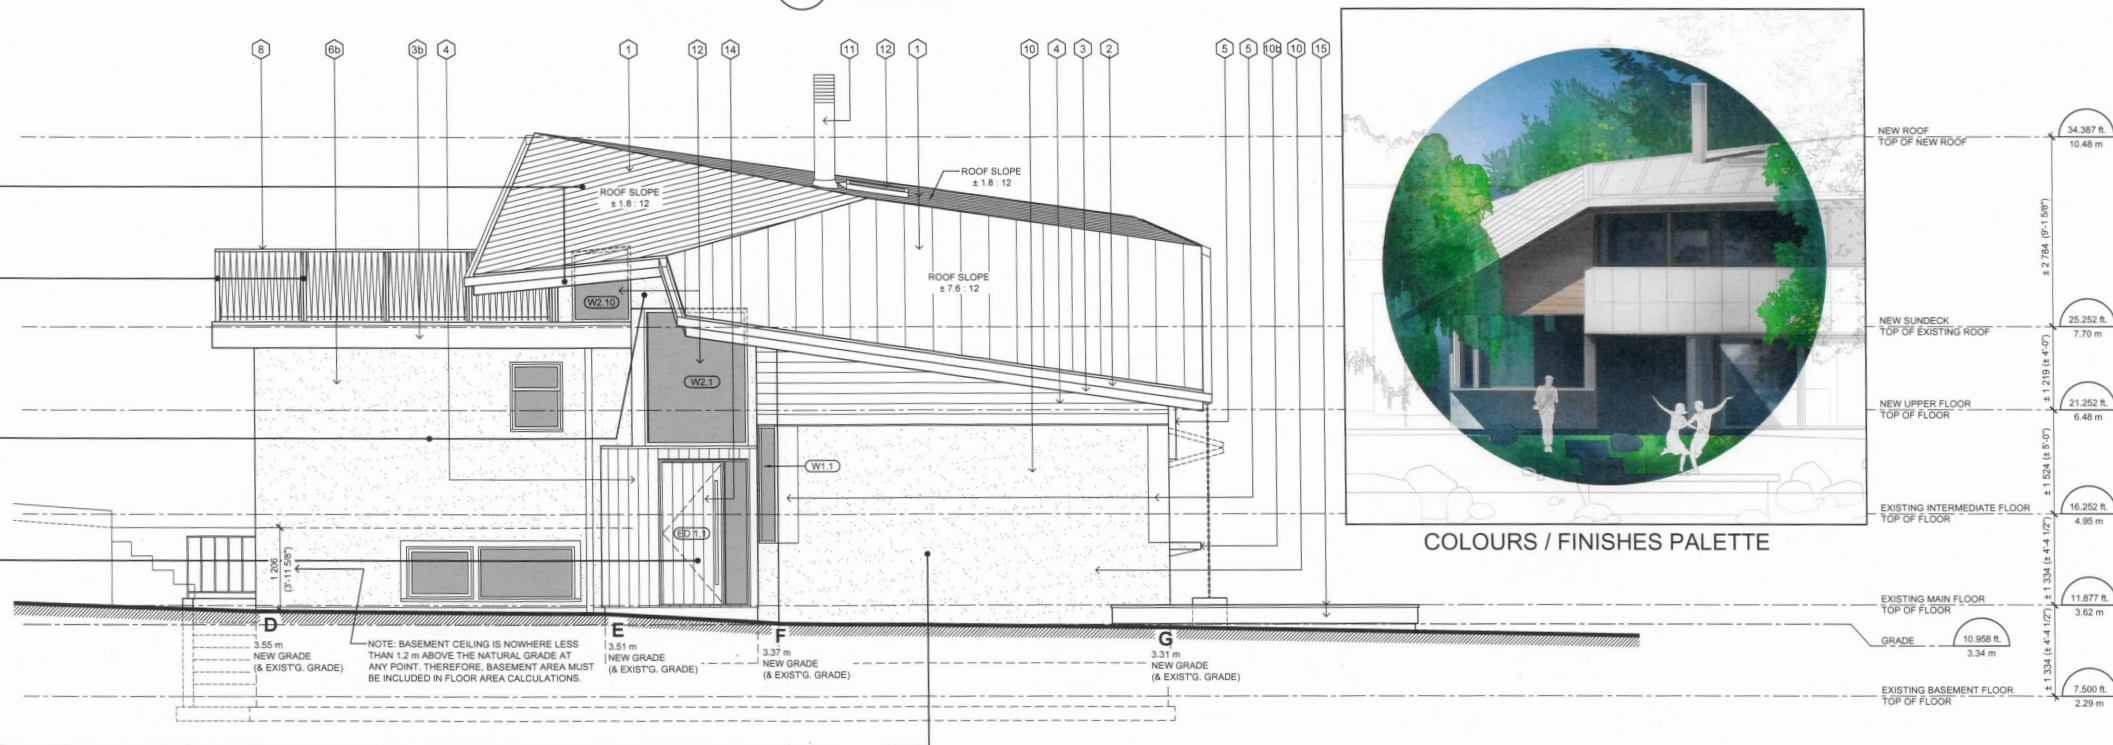 8
6b
3b
4
1
12
14
11
12
1
10
4
3
2
5
5
10b
10
15
ROOF SLOPE
± 1.8 : 12
ROOF SLOPE
± 1.8 : 12
ROOF SLOPE
± 7.6 : 12
W2.10
W2.1
W1.1
ED 1.1
1 206
(3'-11 5/8")
D
3.55 m
NEW GRADE
(& EXIST'G. GRADE)
NOTE: BASEMENT CEILING IS NOWHERE LESS
THAN 1.2 m ABOVE THE NATURAL GRADE AT
ANY POINT. THEREFORE, BASEMENT AREA MUST
BE INCLUDED IN FLOOR AREA CALCULATIONS.
E
3.51 m
NEW GRADE
(& EXIST'G. GRADE)
F
3.37 m
NEW GRADE
(& EXIST'G. GRADE)
G
3.31 m
NEW GRADE
(& EXIST'G. GRADE)
COLOURS / FINISHES PALETTE
NEW ROOF
TOP OF NEW ROOF
34.387 ft.
10.48 m
± 2 784 (9'-1 5/8")
NEW SUNDECK
TOP OF EXISTING ROOF
25.252 ft.
7.70 m
± 1 219 (± 4'-0")
NEW UPPER FLOOR
TOP OF FLOOR
21.252 ft.
6.48 m
± 1 524 (± 5'-0")
EXISTING INTERMEDIATE FLOOR
TOP OF FLOOR
16.252 ft.
4.95 m
± 1 334 (± 4'-4 1/2")
EXISTING MAIN FLOOR
TOP OF FLOOR
11.877 ft.
3.62 m
GRADE
10.958 ft.
3.34 m
± 1 334 (± 4'-4 1/2")
EXISTING BASEMENT FLOOR
TOP OF FLOOR
7.500 ft.
2.29 m